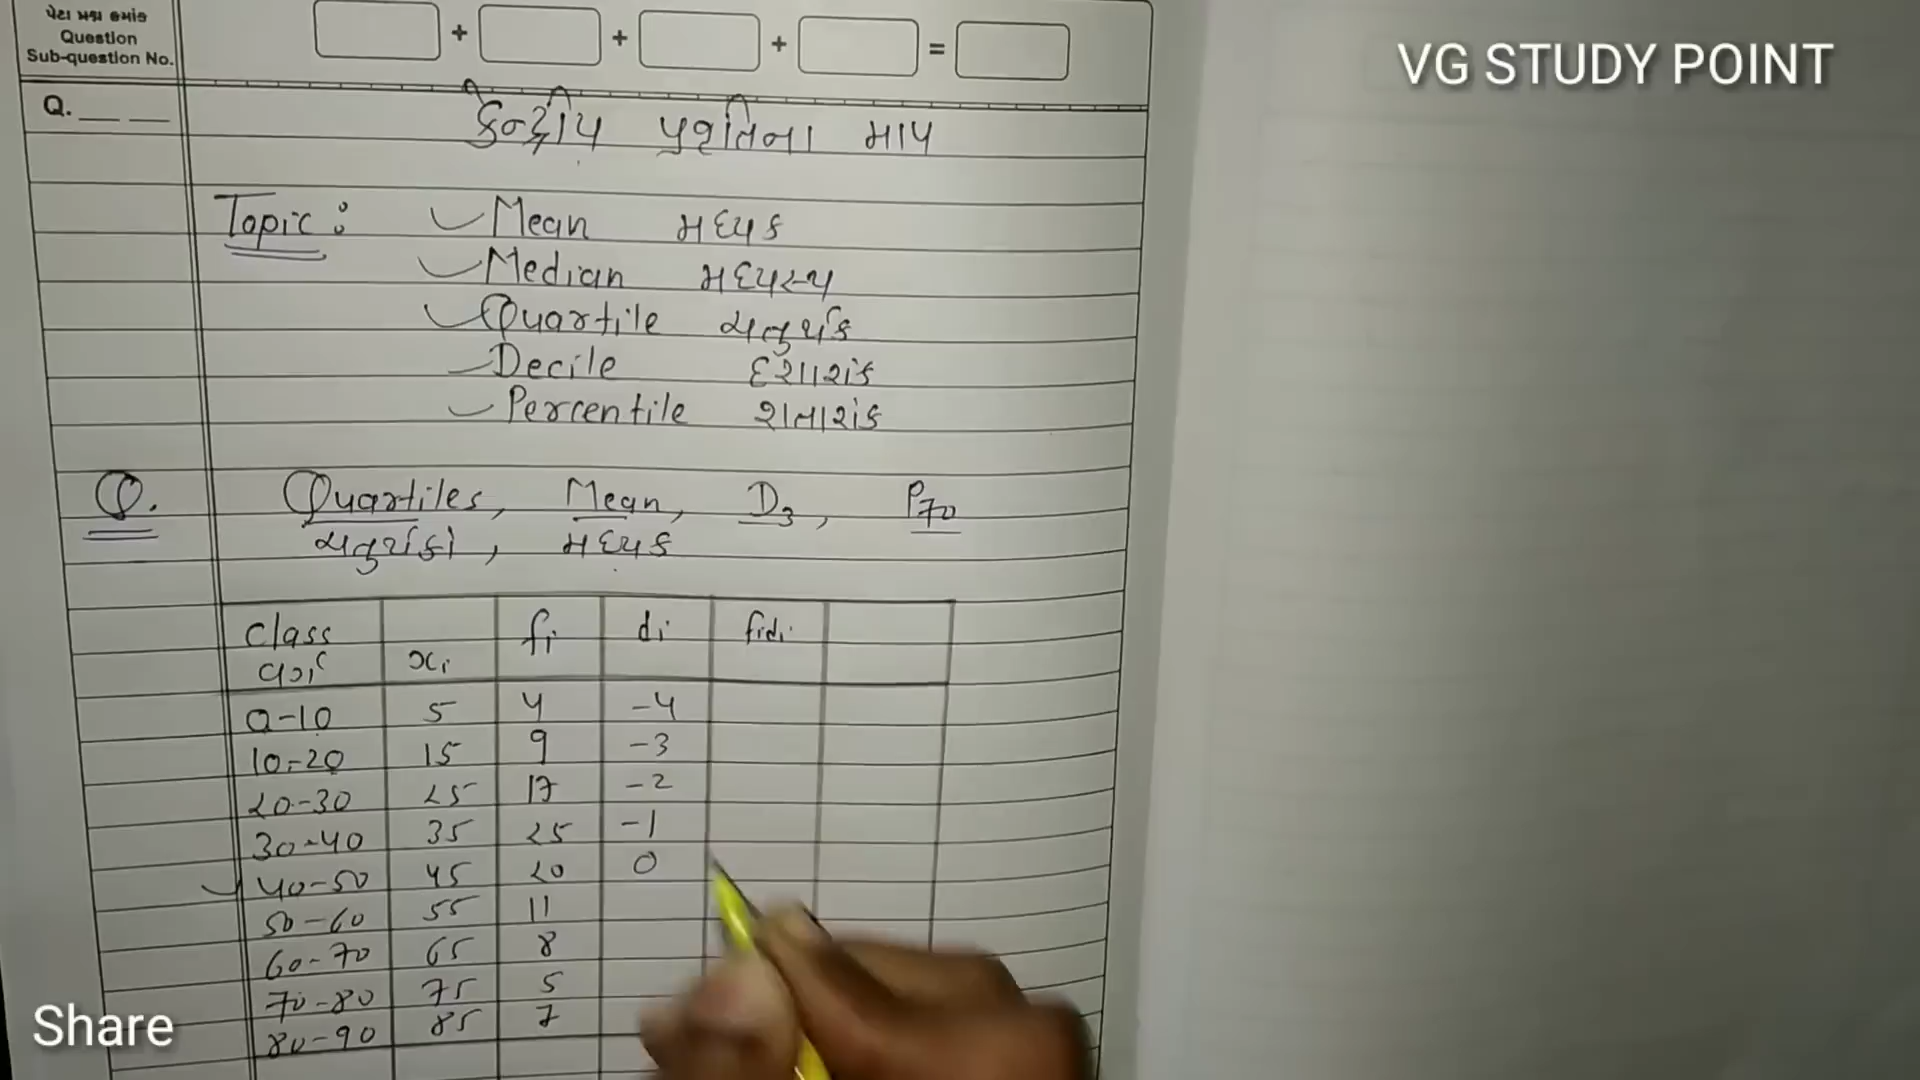 પેટા પ્રશ્ન ક્રમાંક
Question
Sub-question No.
+ + + =
VG STUDY POINT
Q. __ __
કેન્દ્રીય પ્રશિતના માપ
Topic: Mean મધ્યક
Median મધ્યસ્થ
Quartile ચતુર્થક
Decile દશાંશક
Percentile શતાંશક
Q. Quartiles, Mean, D3, P70
ચતુર્થકો, મધ્યક
Class xi fi di fidi
વર્ગ
0-10 5 4 -4
10-20 15 9 -3
20-30 25 17 -2
30-40 35 25 -1
40-50 45 20 0
50-60 55 11
60-70 65 8
70-80 75 5
80-90 85 7
Share